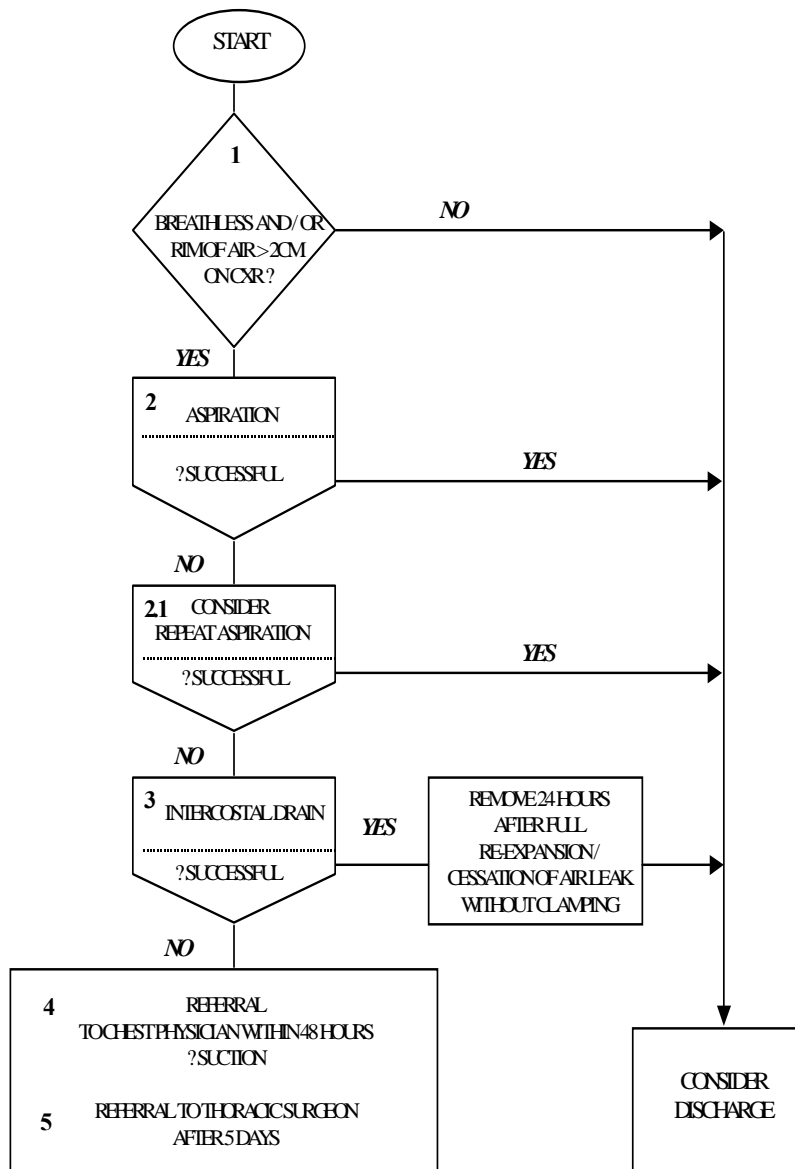 START
1
BREATHLESS AND / OR
RIM OF AIR > 2CM
ON CXR ?
NO
YES
2
ASPIRATION
? SUCCESSFUL
YES
NO
2.1
CONSIDER
REPEAT ASPIRATION
? SUCCESSFUL
YES
NO
3
INTERCOSTAL DRAIN
? SUCCESSFUL
YES
REMOVE 24 HOURS
AFTER FULL
RE-EXPANSION /
CESSATION OF AIR LEAK
WITHOUT CLAMPING
NO
4
REFERRAL
TO CHEST PHYSICIAN WITHIN 48 HOURS
? SUCTION
5
REFERRAL TO THORACIC SURGEON
AFTER 5 DAYS
CONSIDER
DISCHARGE